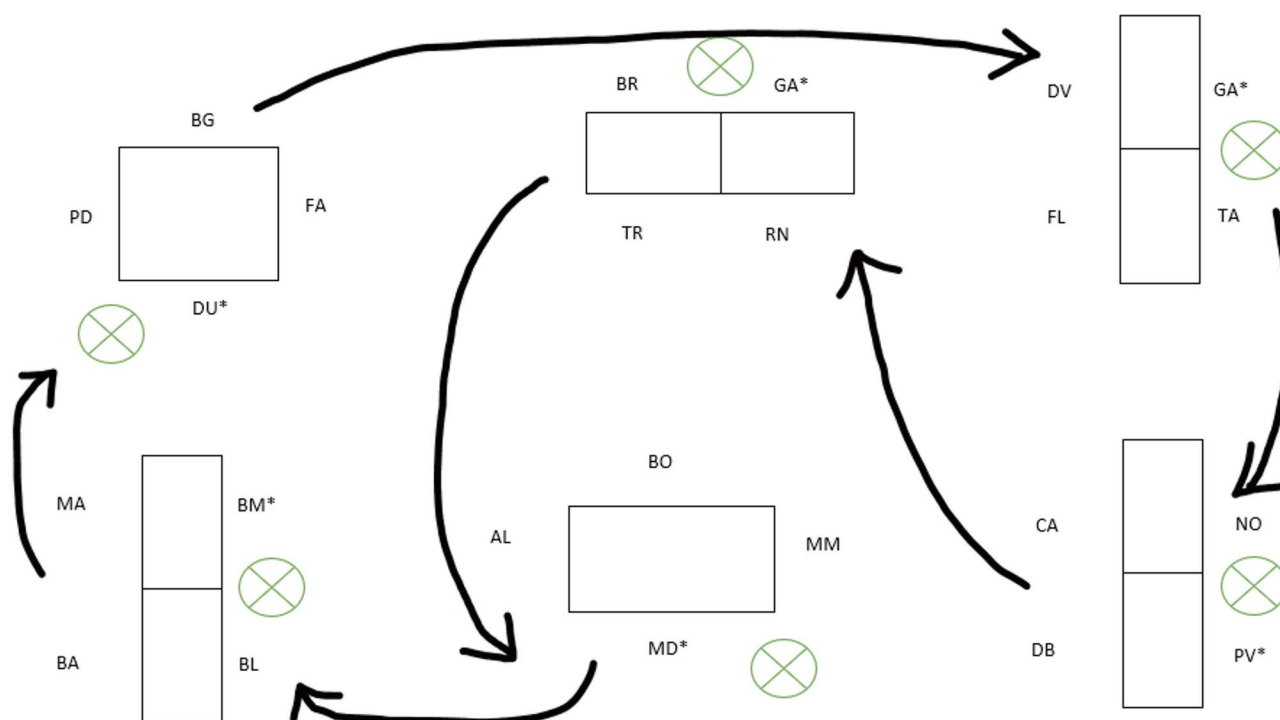 BG
PD
FA
DU*
BR
GA*
TR
RN
DV
GA*
FL
TA
MA
BM*
BA
BL
BO
AL
MM
MD*
CA
NO
DB
PV*